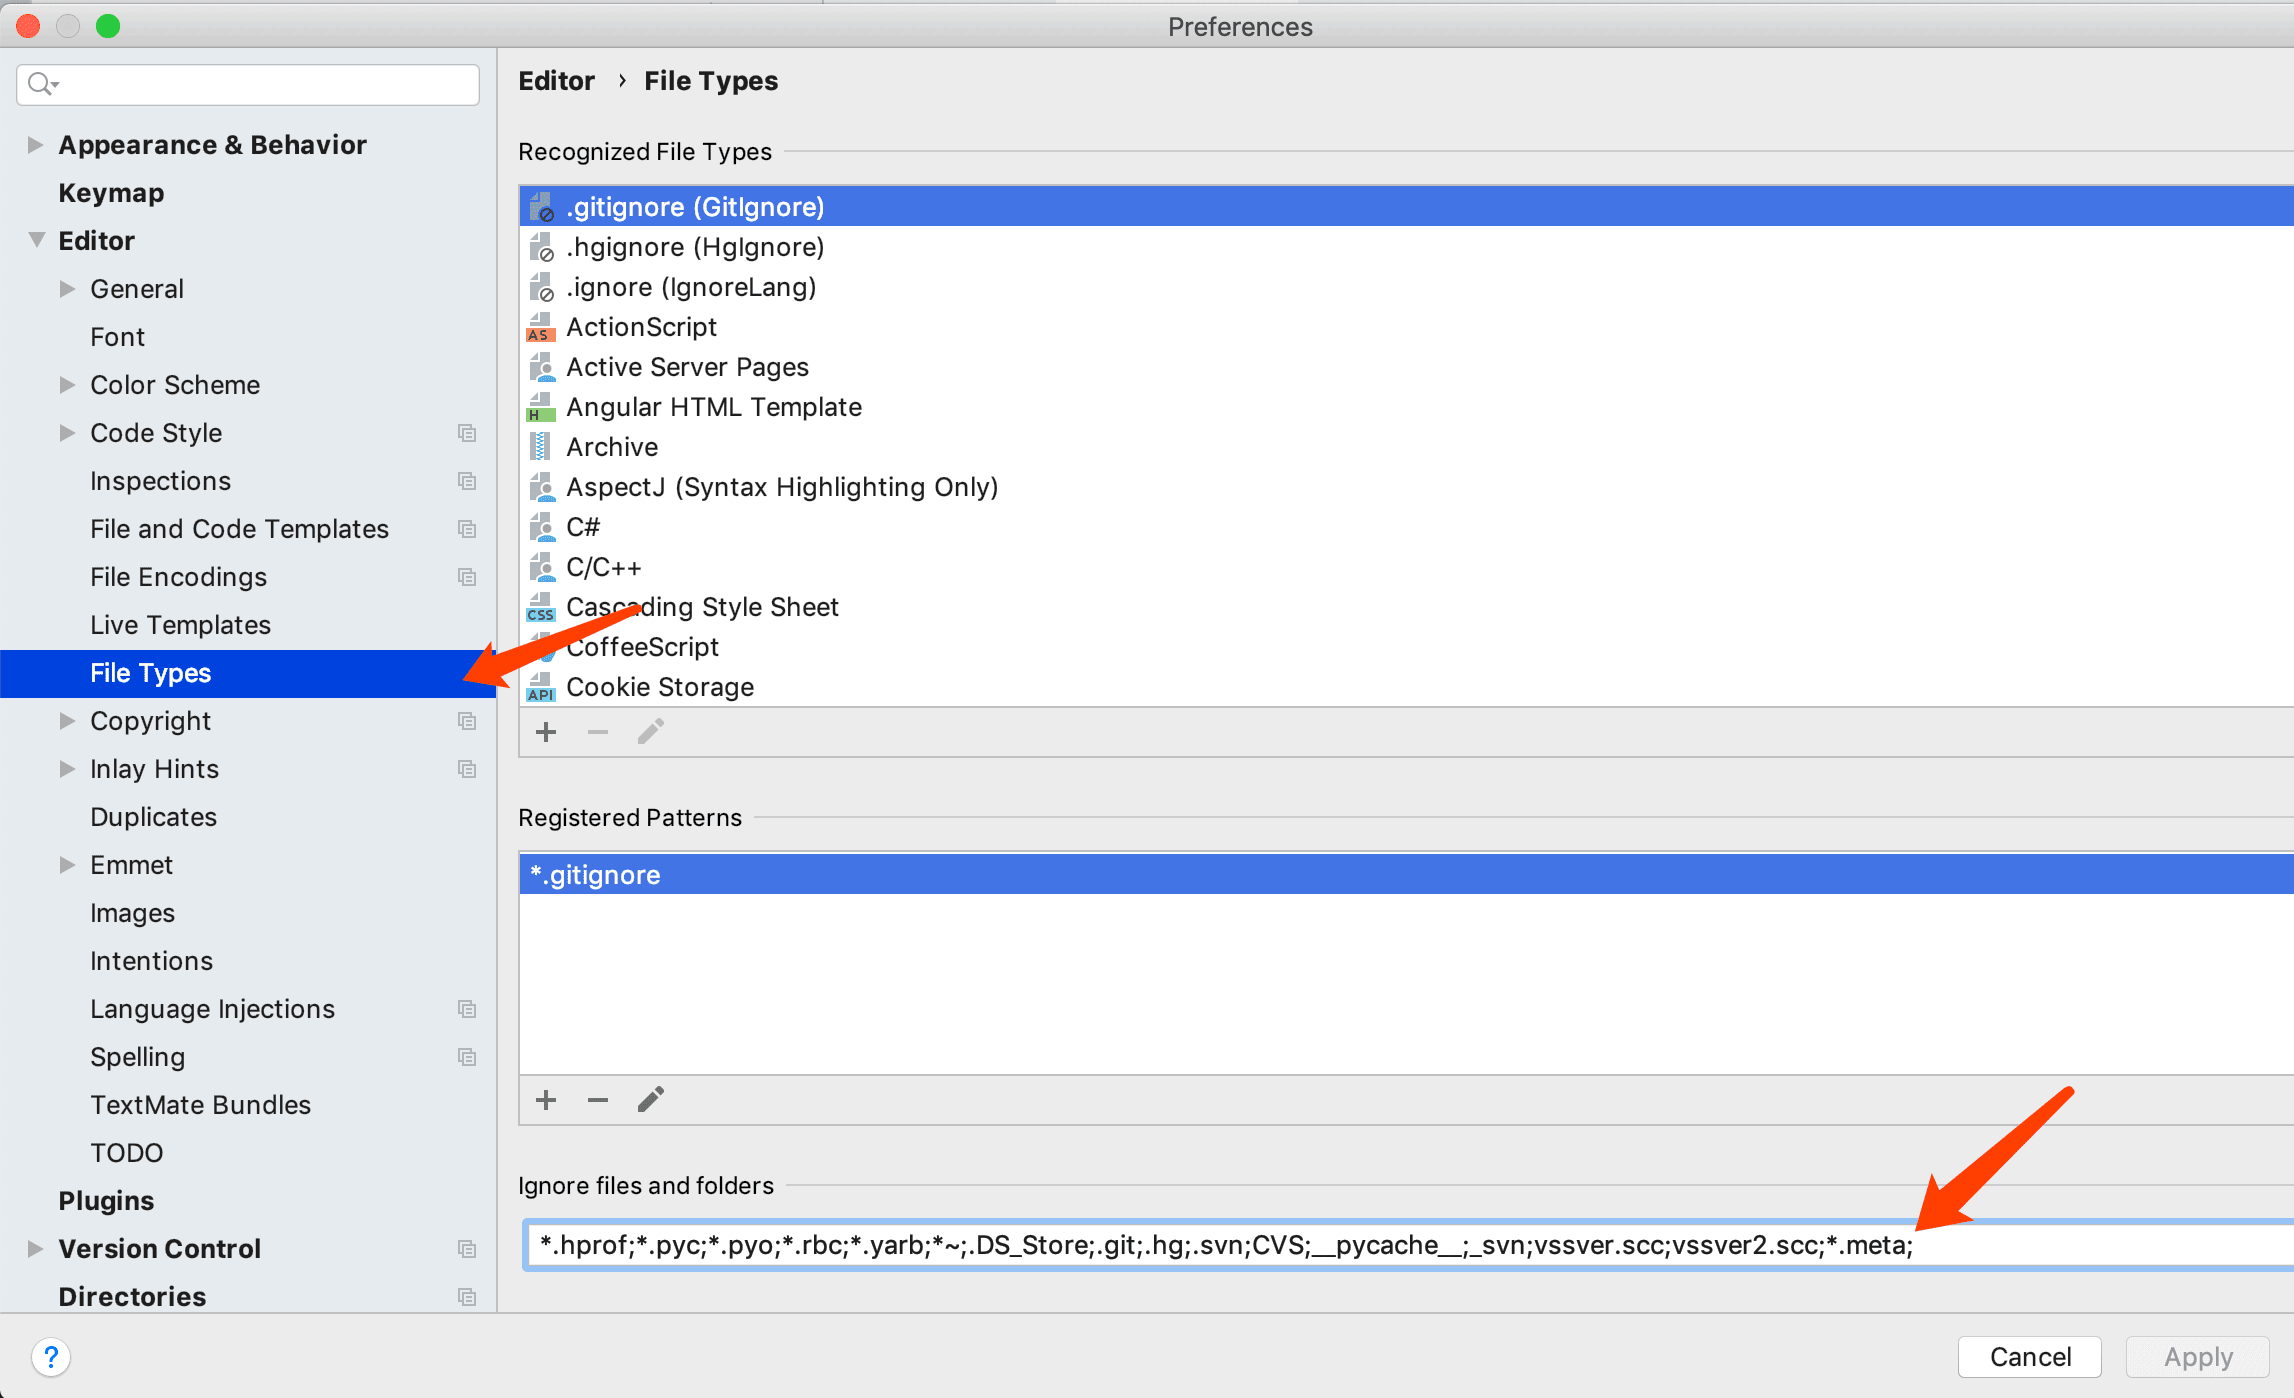 Preferences
Appearance & Behavior
Keymap
Editor
General
Font
Color Scheme
Code Style
Inspections
File and Code Templates
File Encodings
Live Templates
File Types
Copyright
Inlay Hints
Duplicates
Emmet
Images
Intentions
Language Injections
Spelling
TextMate Bundles
TODO
Plugins
Version Control
Directories
Editor › File Types
Recognized File Types
.gitignore (GitIgnore)
.hgignore (HgIgnore)
.ignore (IgnoreLang)
AS ActionScript
Active Server Pages
H Angular HTML Template
Archive
AspectJ (Syntax Highlighting Only)
C#
C/C++
CSS Cascading Style Sheet
CoffeeScript
API Cookie Storage
Registered Patterns
*.gitignore
Ignore files and folders
*.hprof;*.pyc;*.pyo;*.rbc;*.yarb;*~;.DS_Store;.git;.hg;.svn;CVS;__pycache__;_svn;vssver.scc;vssver2.scc;*.meta;
?
Cancel
Apply